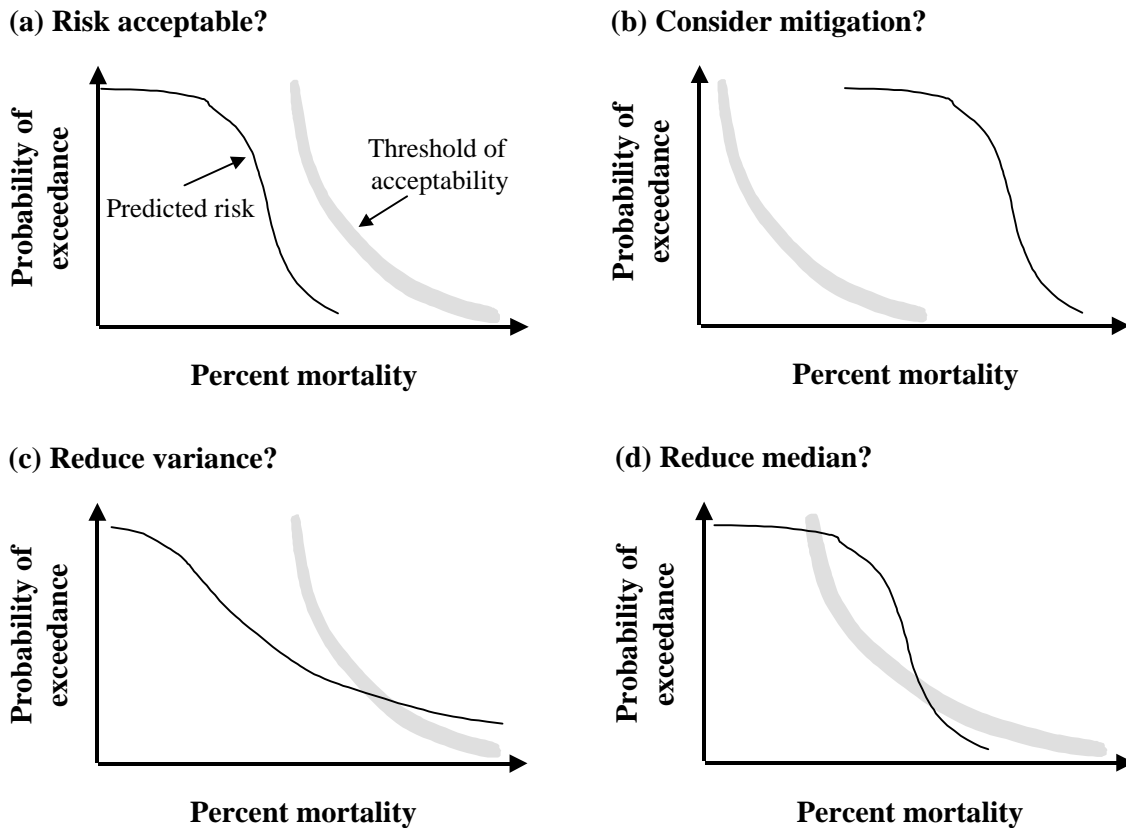 (a) Risk acceptable?
Probability of
exceedance
Predicted risk
Threshold of
acceptability
Percent mortality
(b) Consider mitigation?
Probability of
exceedance
Percent mortality
(c) Reduce variance?
Probability of
exceedance
Percent mortality
(d) Reduce median?
Probability of
exceedance
Percent mortality